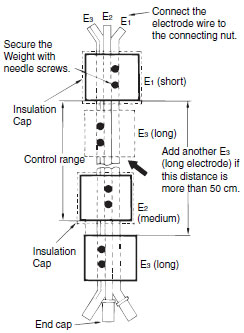 E3 E2 E1
Connect the
electrode wire to
the connecting nut.
Secure the
Weight with
needle screws.
E1 (short)
Insulation
Cap
E3 (long)
Control range
Add another E3
(long electrode) if
this distance is
more than 50 cm.
E2
(medium)
Insulation
Cap
E3 (long)
End cap